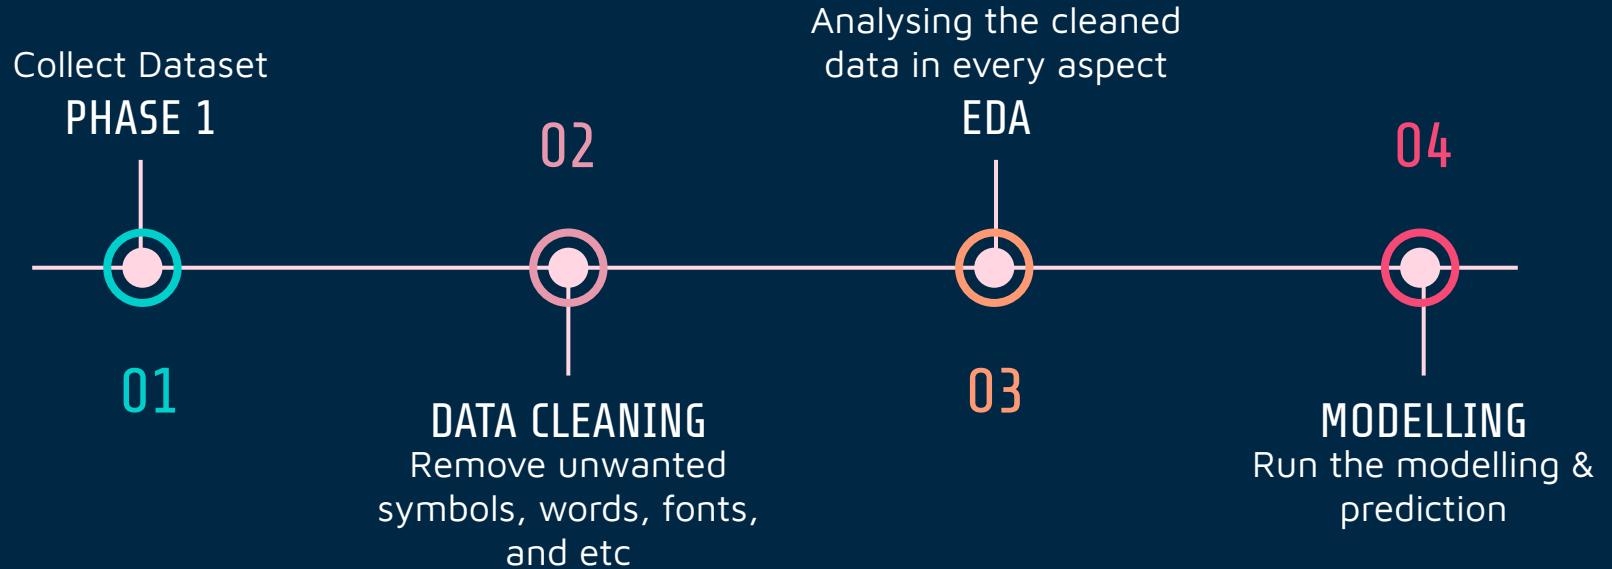 Collect Dataset
PHASE 1
01
02
DATA CLEANING
Remove unwanted
symbols, words, fonts,
and etc
Analysing the cleaned
data in every aspect
EDA
03
04
MODELLING
Run the modelling &
prediction